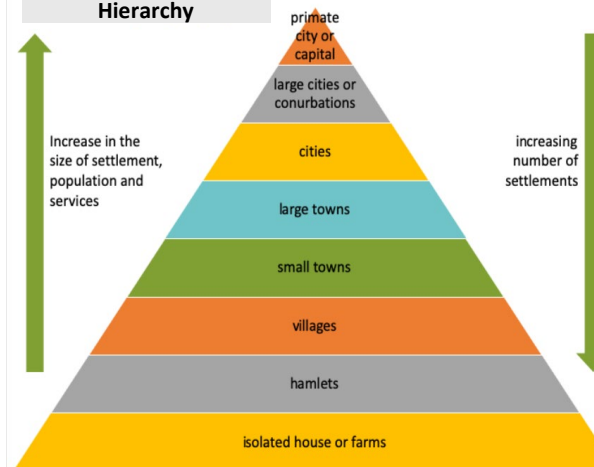 Hierarchy
primate
city or
capital
large cities or
conurbations
Increase in the
size of settlement,
population and
services
cities
increasing
number of
settlements
large towns
small towns
villages
hamlets
isolated house or farms